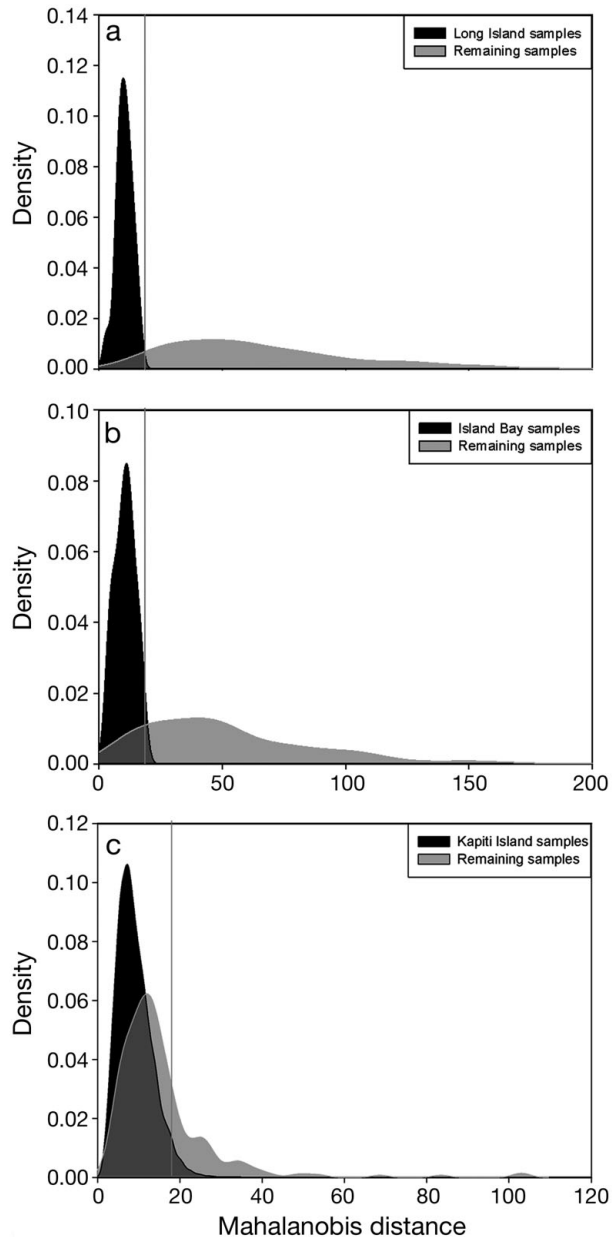 a
Long Island samples
Remaining samples
0.14
0.12
0.10
0.08
0.06
0.04
0.02
0.00
Density
b
Island Bay samples
Remaining samples
0.10
0.08
0.06
0.04
0.02
0.00
Density
0 50 100 150 200
c
Kapiti Island samples
Remaining samples
0.12
0.10
0.08
0.06
0.04
0.02
0.00
Density
0 20 40 60 80 100 120
Mahalanobis distance